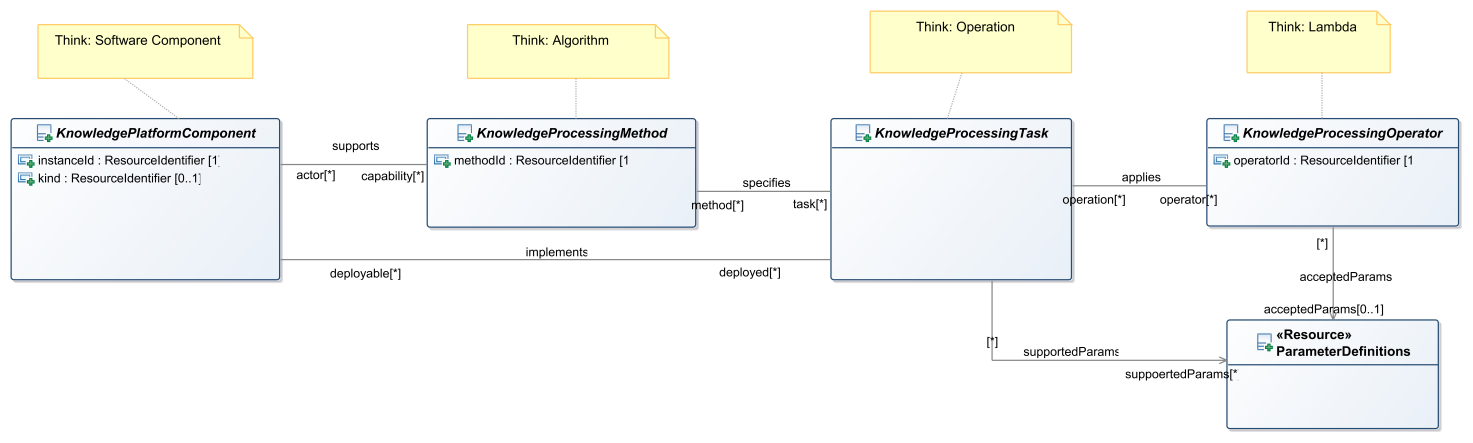 Think: Software Component
Think: Algorithm
Think: Operation
Think: Lambda
KnowledgePlatformComponent
instanceId : ResourceIdentifier [1]
kind : ResourceIdentifier [0..1]
KnowledgeProcessingMethod
methodId : ResourceIdentifier [1
KnowledgeProcessingTask
KnowledgeProcessingOperator
operatorId : ResourceIdentifier [1
supports
actor[*]
capability[*]
specifies
method[*]
task[*]
applies
operation[*]
operator[*]
implements
deployable[*]
deployed[*]
[*]
acceptedParams
acceptedParams[0..1]
[*]
supportedParams
suppoertedParams[*
«Resource»
ParameterDefinitions